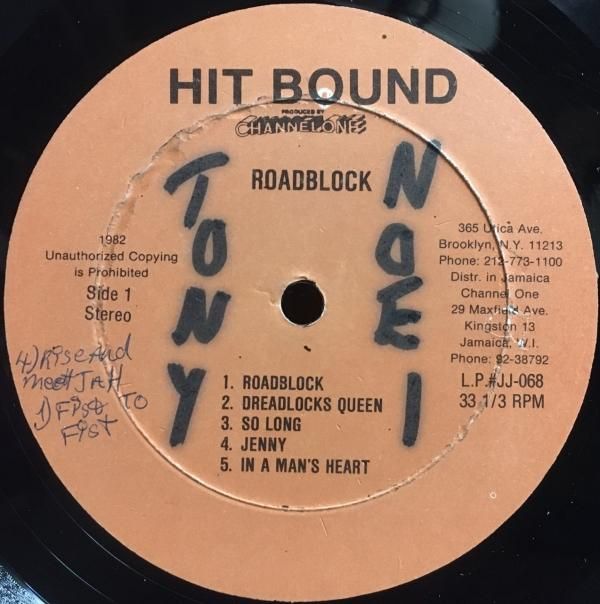 HIT BOUND
PRODUCED BY
CHANNEL ONE
ROADBLOCK
TONY
NOEI
1982
Unauthorized Copying
is Prohibited
Side 1
Stereo
365 Utica Ave.
Brooklyn, N.Y. 11213
Phone: 212-773-1100
Distr. in Jamaica
Channel One
29 Maxfield Ave.
Kingston 13
Jamaica, W.I.
Phone: 92-38792
L.P.#JJ-068
33 1/3 RPM
4) Rise and
meet JAH
1) Fist TO
Fist
1. ROADBLOCK
2. DREADLOCKS QUEEN
3. SO LONG
4. JENNY
5. IN A MAN'S HEART